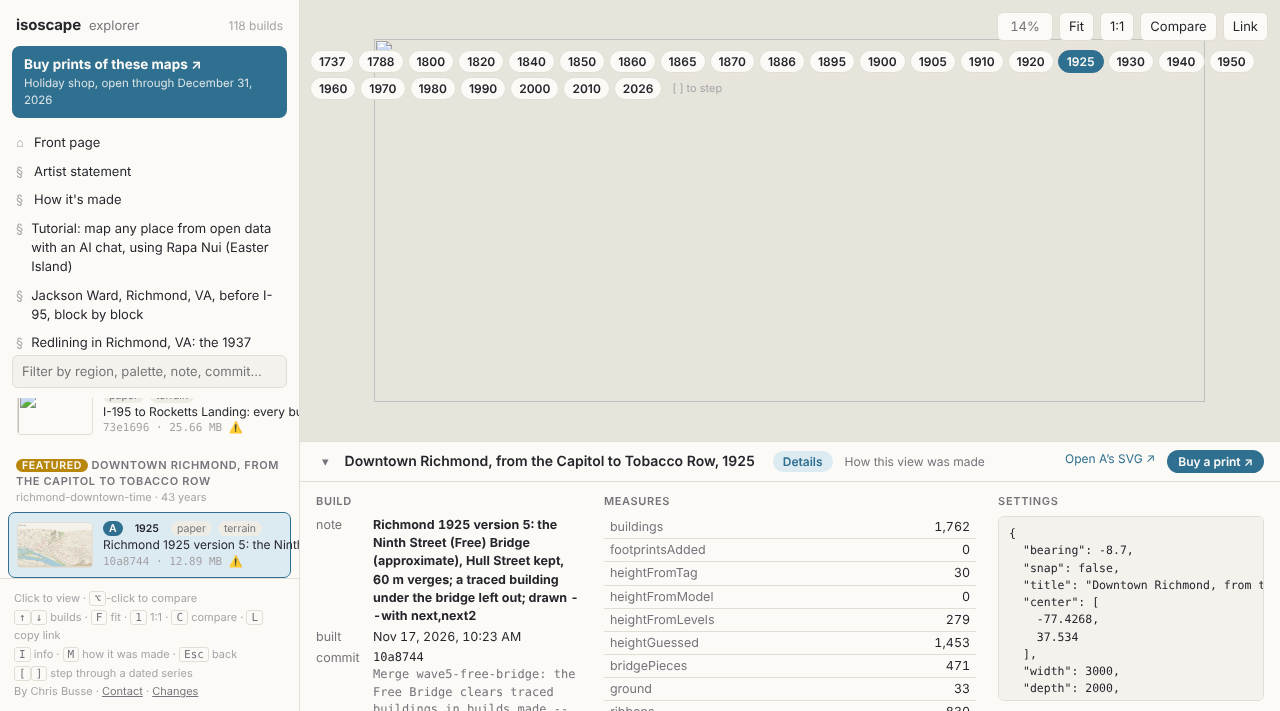 isoscape explorer 118 builds
Buy prints of these maps ↗
Holiday shop, open through December 31,
2026
⌂ Front page
§ Artist statement
§ How it's made
§ Tutorial: map any place from open data
with an AI chat, using Rapa Nui (Easter
Island)
§ Jackson Ward, Richmond, VA, before I-
95, block by block
§ Redlining in Richmond, VA: the 1937
Filter by region, palette, note, commit...
paper terrain
I-195 to Rocketts Landing: every bu
73e1696 · 25.66 MB ⚠️
FEATURED DOWNTOWN RICHMOND, FROM
THE CAPITOL TO TOBACCO ROW
richmond-downtown-time · 43 years
A 1925 paper terrain
Richmond 1925 version 5: the Nint
10a8744 · 12.89 MB ⚠️
Click to view · ⌥-click to compare
↑ ↓ builds · F fit · 1 1:1 · C compare · L
copy link
I info · M how it was made · Esc back
[ ] step through a dated series
By Chris Busse · Contact · Changes
14% Fit 1:1 Compare Link
1737 1788 1800 1820 1840 1850 1860 1865 1870 1886 1895 1900 1905 1910 1920 1925 1930 1940 1950
1960 1970 1980 1990 2000 2010 2026 [ ] to step
▾ Downtown Richmond, from the Capitol to Tobacco Row, 1925 Details How this view was made Open A's SVG ↗ Buy a print ↗
BUILD
note Richmond 1925 version 5: the
Ninth Street (Free) Bridge
(approximate), Hull Street kept,
60 m verges; a traced building
under the bridge left out; drawn -
-with next,next2
built Nov 17, 2026, 10:23 AM
commit 10a8744
Merge wave5-free-bridge: the
Free Bridge clears traced
buildings in builds made --
MEASURES
buildings 1,762
footprintsAdded 0
heightFromTag 30
heightFromModel 0
heightFromLevels 279
heightGuessed 1,453
bridgePieces 471
ground 33
ribbons 830
SETTINGS
{
"bearing": -8.7,
"snap": false,
"title": "Downtown Richmond, from t
"center": [
-77.4268,
37.534
],
"width": 3000,
"depth": 2000,